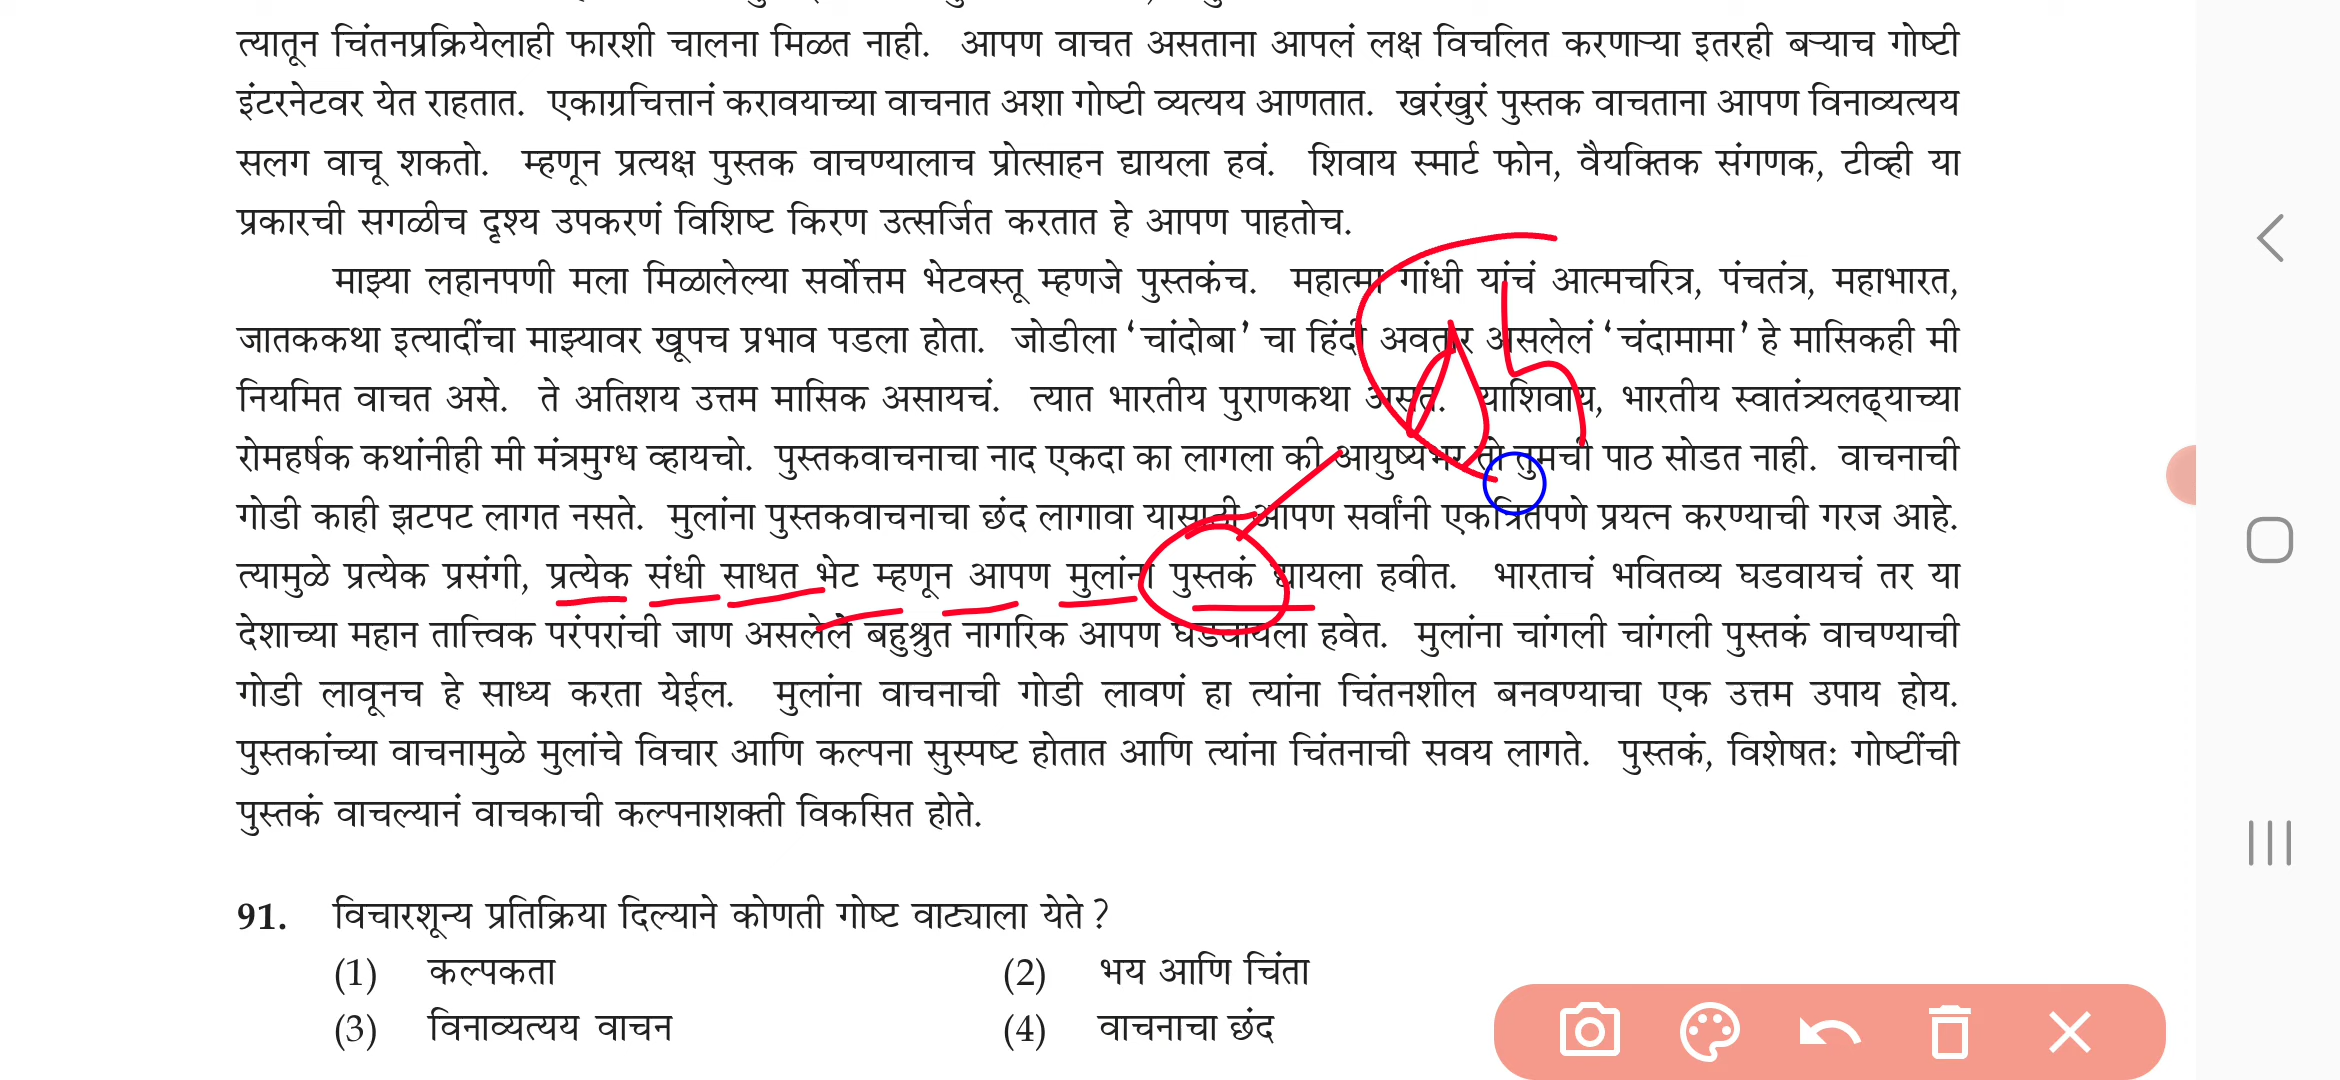 त्यातून चिंतनप्रक्रियेलाही फारशी चालना मिळत नाही. आपण वाचत असताना आपलं लक्ष विचलित करणाऱ्या इतरही बऱ्याच गोष्टी
इंटरनेटवर येत राहतात. एकाग्रचित्तानं करावयाच्या वाचनात अशा गोष्टी व्यत्यय आणतात. खरंखुरं पुस्तक वाचताना आपण विनाव्यत्यय
सलग वाचू शकतो. म्हणून प्रत्यक्ष पुस्तक वाचण्यालाच प्रोत्साहन द्यायला हवं. शिवाय स्मार्ट फोन, वैयक्तिक संगणक, टीव्ही या
प्रकारची सगळीच दृश्य उपकरणं विशिष्ट किरण उत्सर्जित करतात हे आपण पाहतोच.
माझ्या लहानपणी मला मिळालेल्या सर्वोत्तम भेटवस्तू म्हणजे पुस्तकंच. महात्मा गांधी यांचं आत्मचरित्र, पंचतंत्र, महाभारत,
जातककथा इत्यादींचा माझ्यावर खूपच प्रभाव पडला होता. जोडीला ‘चांदोबा’ चा हिंदी अवतार असलेलं ‘चंदामामा’ हे मासिकही मी
नियमित वाचत असे. ते अतिशय उत्तम मासिक असायचं. त्यात भारतीय पुराणकथा असत. याशिवाय, भारतीय स्वातंत्र्यलढ्याच्या
रोमहर्षक कथांनीही मी मंत्रमुग्ध व्हायचो. पुस्तकवाचनाचा नाद एकदा का लागला की आयुष्यभर तो तुमची पाठ सोडत नाही. वाचनाची
गोडी काही झटपट लागत नसते. मुलांना पुस्तकवाचनाचा छंद लागावा यासाठी आपण सर्वांनी एकत्रितपणे प्रयत्न करण्याची गरज आहे.
त्यामुळे प्रत्येक प्रसंगी, प्रत्येक संधी साधत भेट म्हणून आपण मुलांना पुस्तकं द्यायला हवीत. भारताचं भवितव्य घडवायचं तर या
देशाच्या महान तात्त्विक परंपरांची जाण असलेले बहुश्रुत नागरिक आपण घडवायला हवेत. मुलांना चांगली चांगली पुस्तकं वाचण्याची
गोडी लावूनच हे साध्य करता येईल. मुलांना वाचनाची गोडी लावणं हा त्यांना चिंतनशील बनवण्याचा एक उत्तम उपाय होय.
पुस्तकांच्या वाचनामुळे मुलांचे विचार आणि कल्पना सुस्पष्ट होतात आणि त्यांना चिंतनाची सवय लागते. पुस्तकं, विशेषतः गोष्टींची
पुस्तकं वाचल्यानं वाचकाची कल्पनाशक्ती विकसित होते.
91. विचारशून्य प्रतिक्रिया दिल्याने कोणती गोष्ट वाट्याला येते ?
(1) कल्पकता (2) भय आणि चिंता
(3) विनाव्यत्यय वाचन (4) वाचनाचा छंद